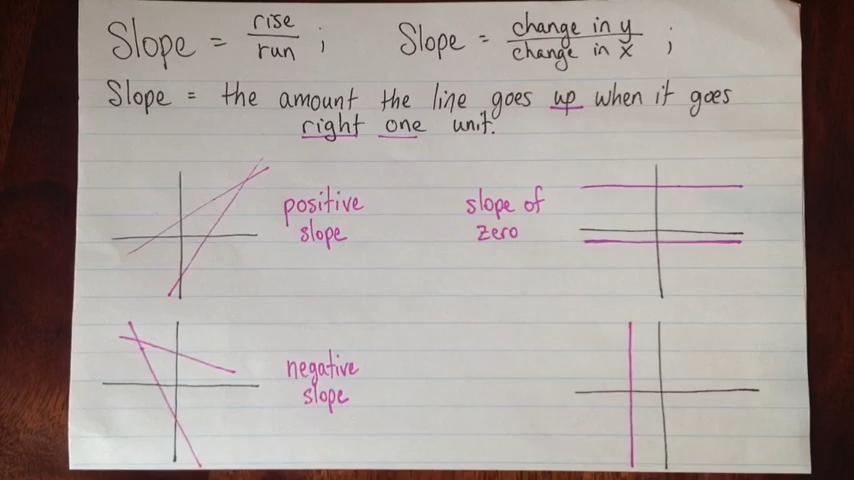 Slope = rise/run ; Slope = change in y/change in x ;
Slope = the amount the line goes up when it goes
right one unit.
positive
slope
slope of
zero
negative
slope